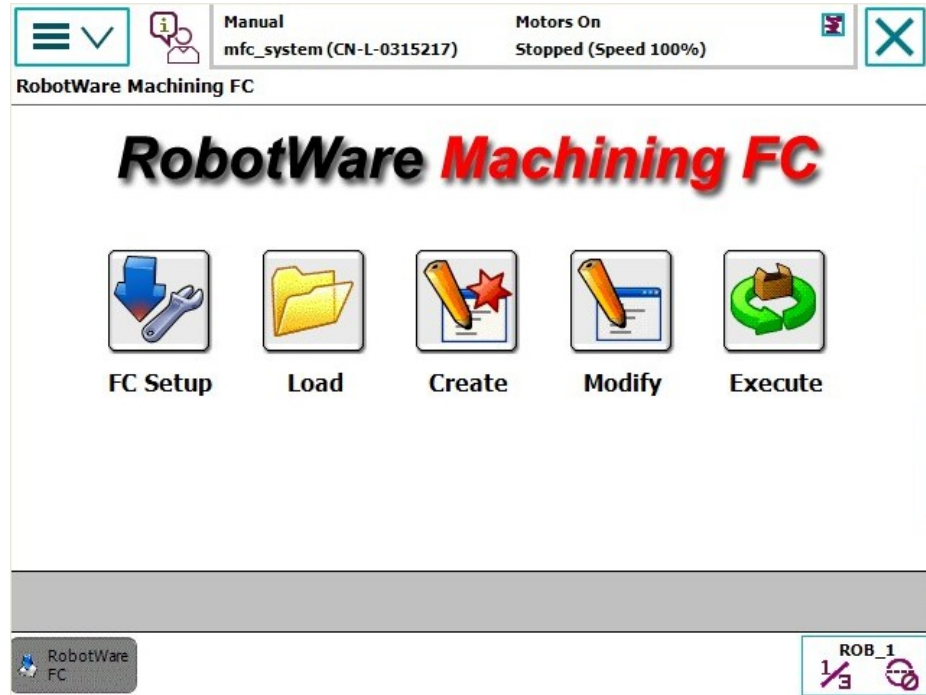 Manual
mfc_system (CN-L-0315217)
Motors On
Stopped (Speed 100%)
RobotWare Machining FC
RobotWare Machining FC
FC Setup
Load
Create
Modify
Execute
RobotWare
FC
ROB_1
1/3